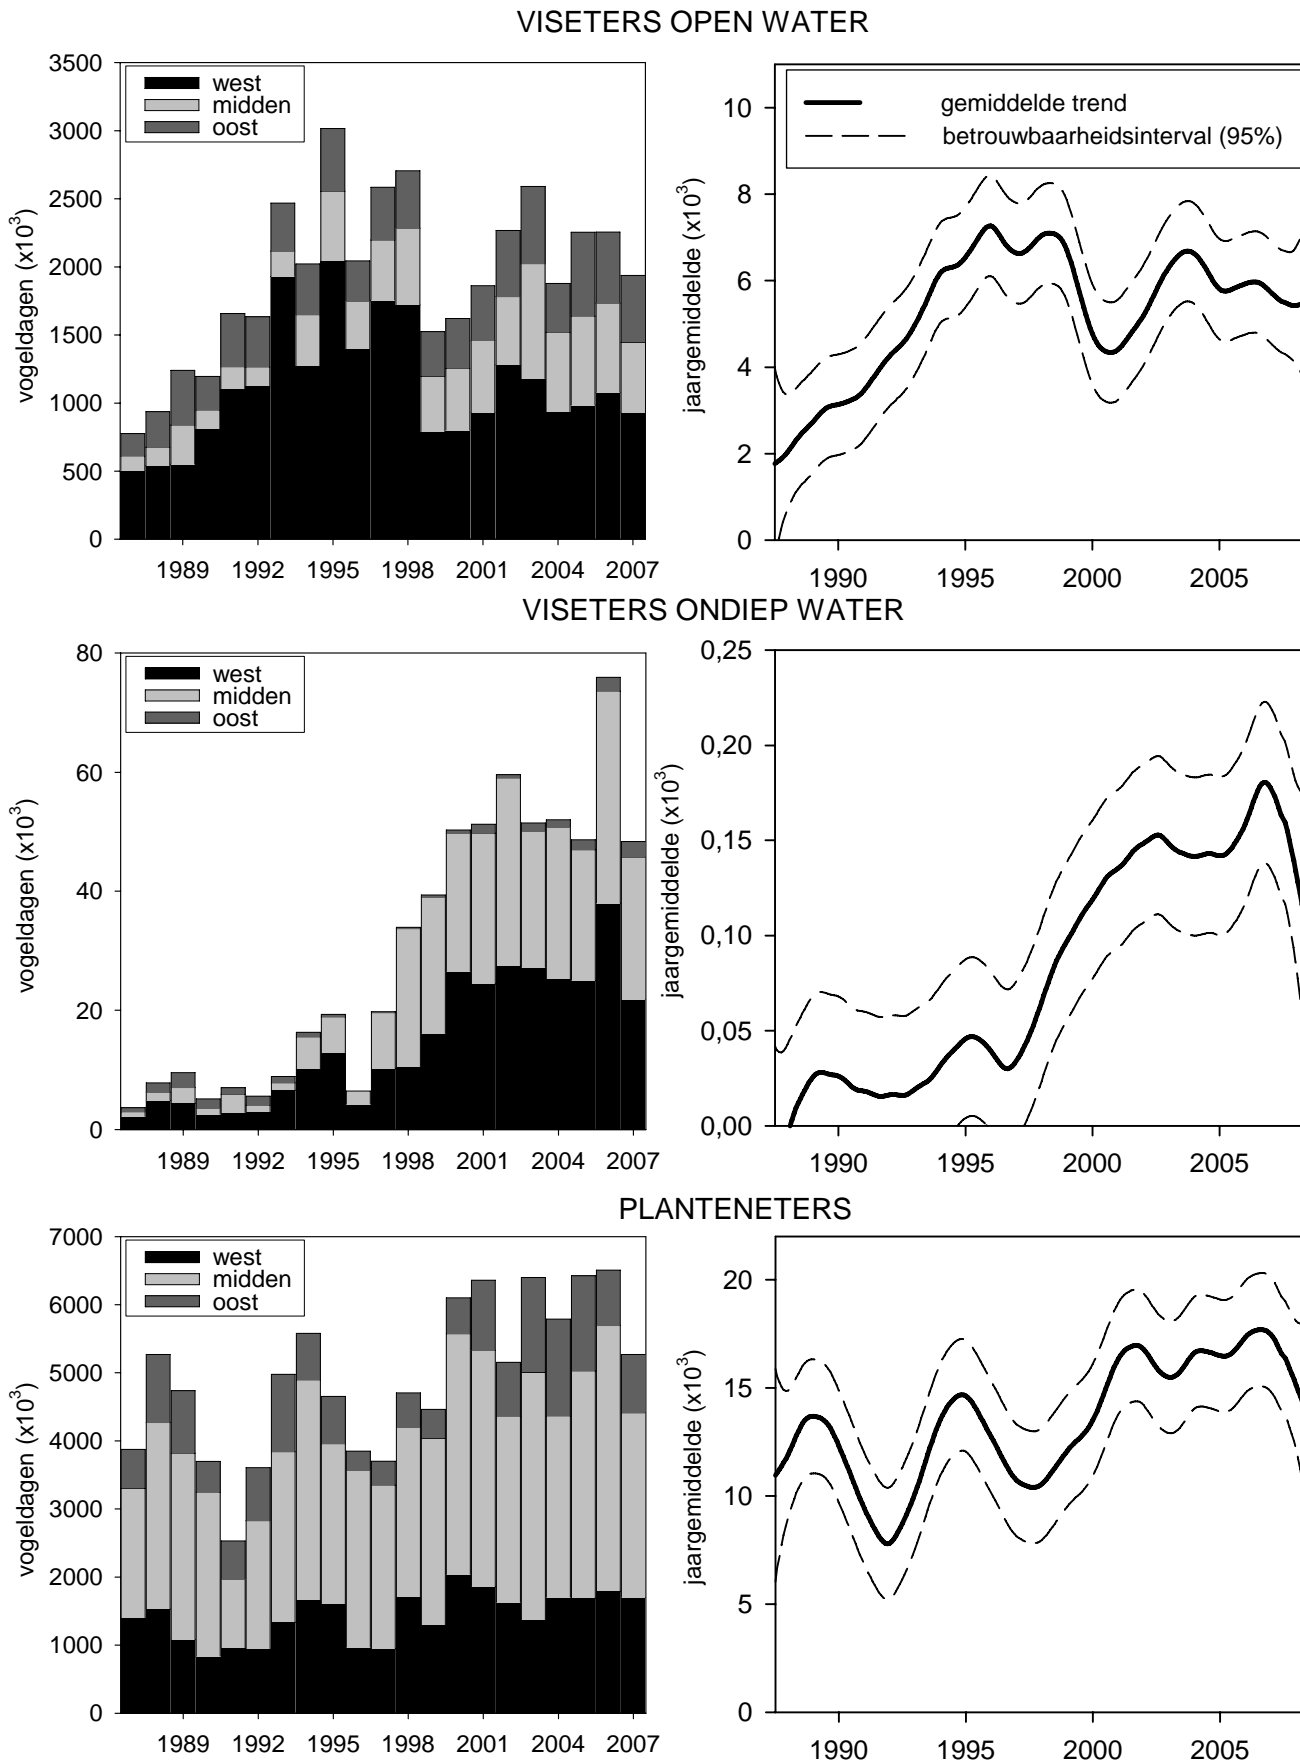 VISETERS OPEN WATER
vogeldagen (x10³)
3500
3000
2500
2000
1500
1000
500
0
west
midden
oost
1989 1992 1995 1998 2001 2004 2007
jaargemiddelde (x10³)
10
8
6
4
2
0
gemiddelde trend
betrouwbaarheidsinterval (95%)
1990 1995 2000 2005
VISETERS ONDIEP WATER
vogeldagen (x10³)
80
60
40
20
0
west
midden
oost
1989 1992 1995 1998 2001 2004 2007
jaargemiddelde (x10³)
0,25
0,20
0,15
0,10
0,05
0,00
1990 1995 2000 2005
PLANTENETERS
vogeldagen (x10³)
7000
6000
5000
4000
3000
2000
1000
0
west
midden
oost
1989 1992 1995 1998 2001 2004 2007
jaargemiddelde (x10³)
20
15
10
5
0
1990 1995 2000 2005